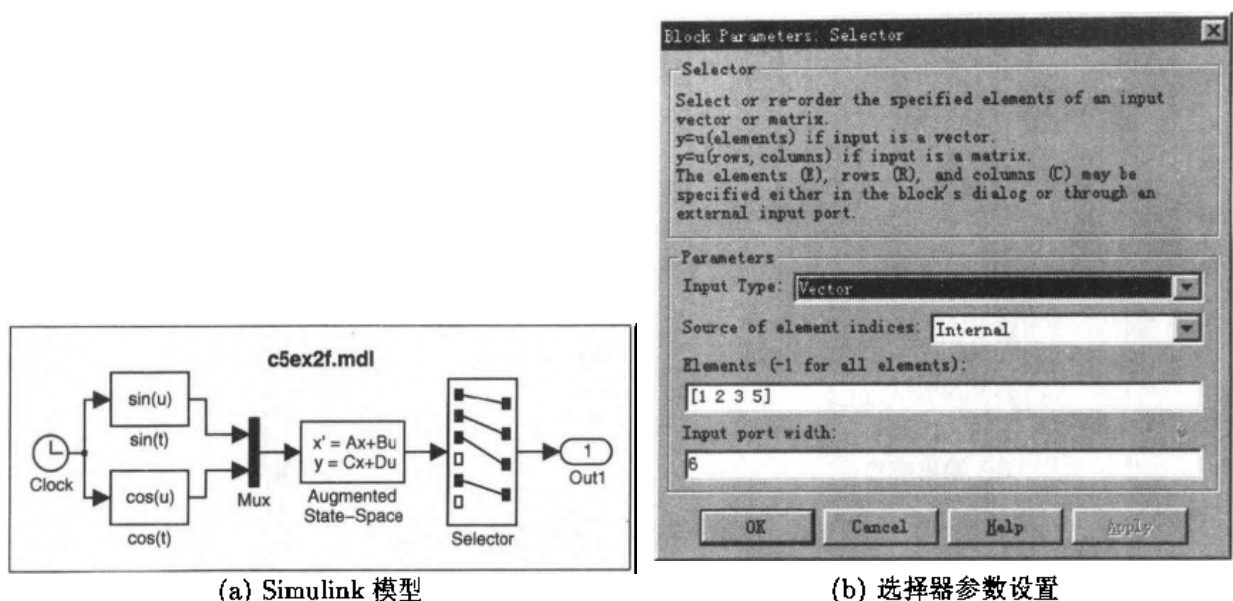 c5ex2f.mdl
Clock
sin(u)
sin(t)
cos(u)
cos(t)
Mux
x' = Ax+Bu
y = Cx+Du
Augmented
State-Space
Selector
1
Out1
(a) Simulink 模型
Block Parameters: Selector
Selector
Select or re-order the specified elements of an input
vector or matrix.
y=u(elements) if input is a vector.
y=u(rows, columns) if input is a matrix.
The elements (E), rows (R), and columns (C) may be
specified either in the block's dialog or through an
external input port.
Parameters
Input Type: Vector
Source of element indices: Internal
Elements (-1 for all elements):
[1 2 3 5]
Input port width:
6
OK Cancel Help Apply
(b) 选择器参数设置